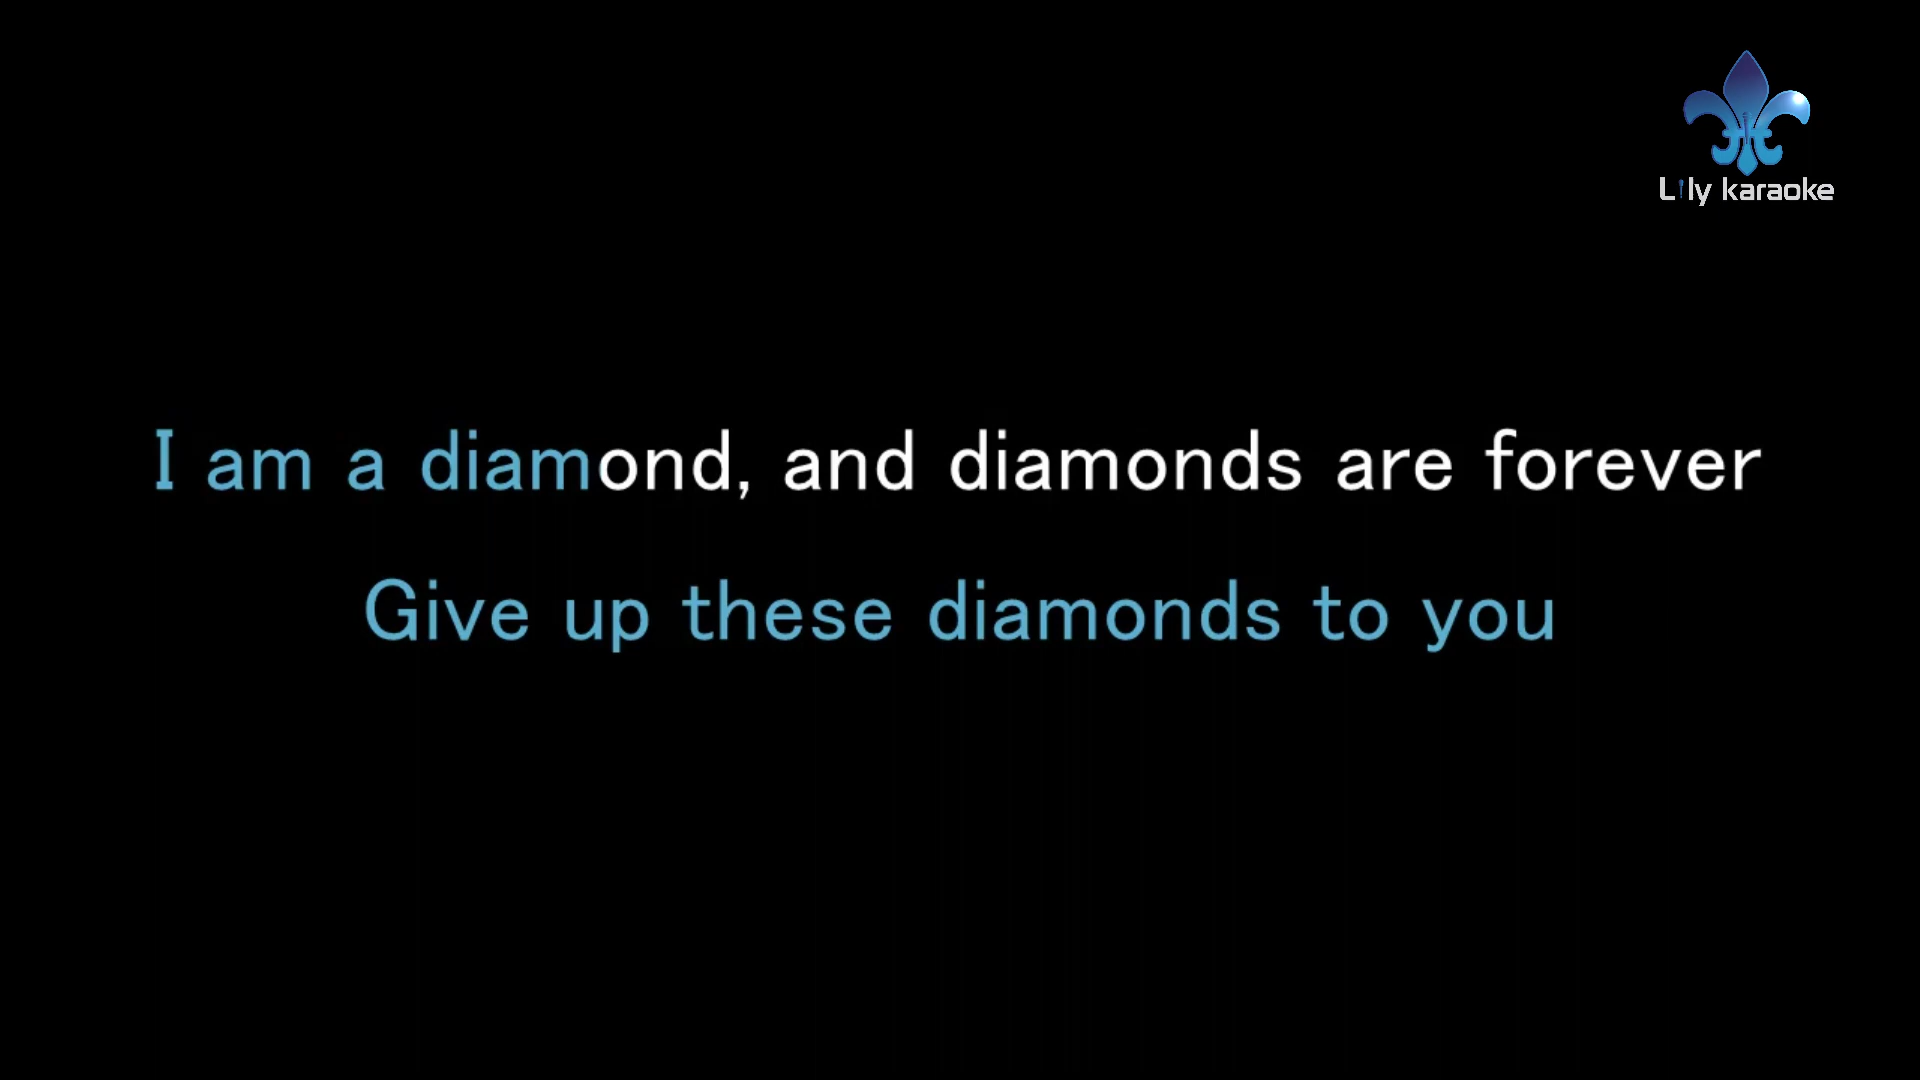 Lily karaoke
I am a diamond, and diamonds are forever
Give up these diamonds to you